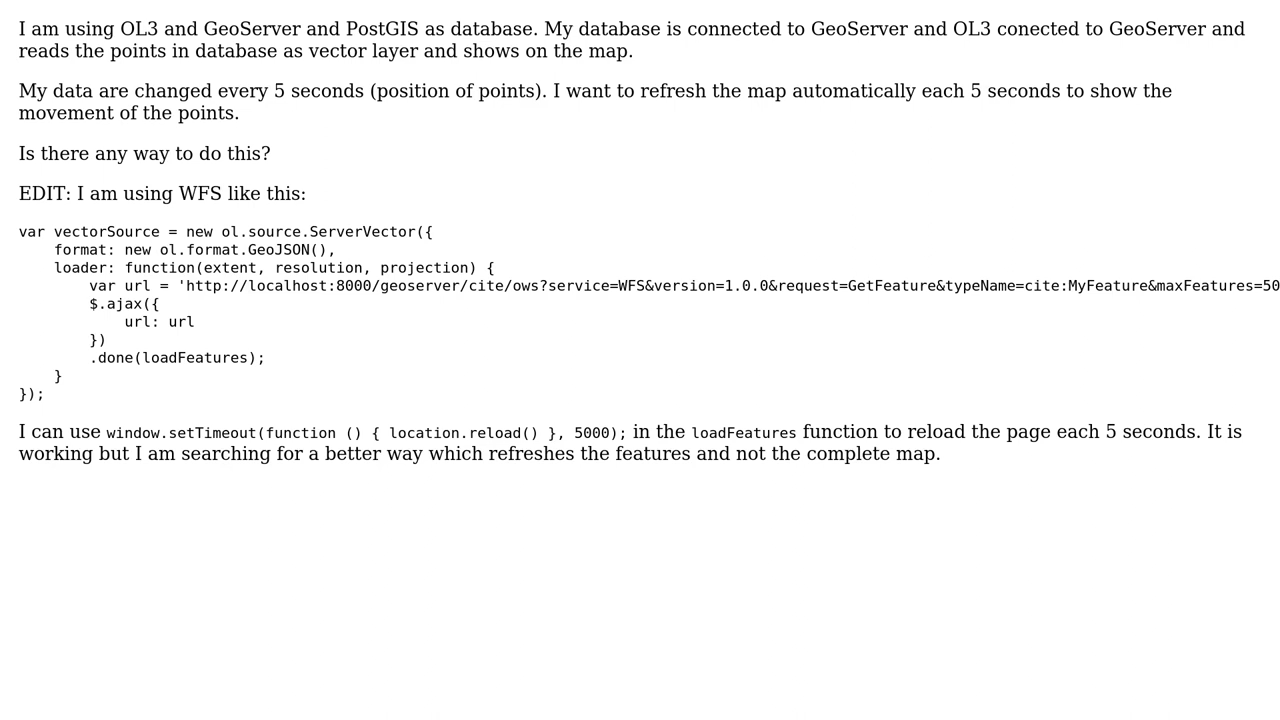 I am using OL3 and GeoServer and PostGIS as database. My database is connected to GeoServer and OL3 conected to GeoServer and
reads the points in database as vector layer and shows on the map.
My data are changed every 5 seconds (position of points). I want to refresh the map automatically each 5 seconds to show the
movement of the points.
Is there any way to do this?
EDIT: I am using WFS like this:
var vectorSource = new ol.source.ServerVector({
    format: new ol.format.GeoJSON(),
    loader: function(extent, resolution, projection) {
        var url = 'http://localhost:8000/geoserver/cite/ows?service=WFS&version=1.0.0&request=GetFeature&typeName=cite:MyFeature&maxFeatures=50
        $.ajax({
            url: url
        })
        .done(loadFeatures);
    }
});
I can use window.setTimeout(function () { location.reload() }, 5000); in the loadFeatures function to reload the page each 5 seconds. It is
working but I am searching for a better way which refreshes the features and not the complete map.